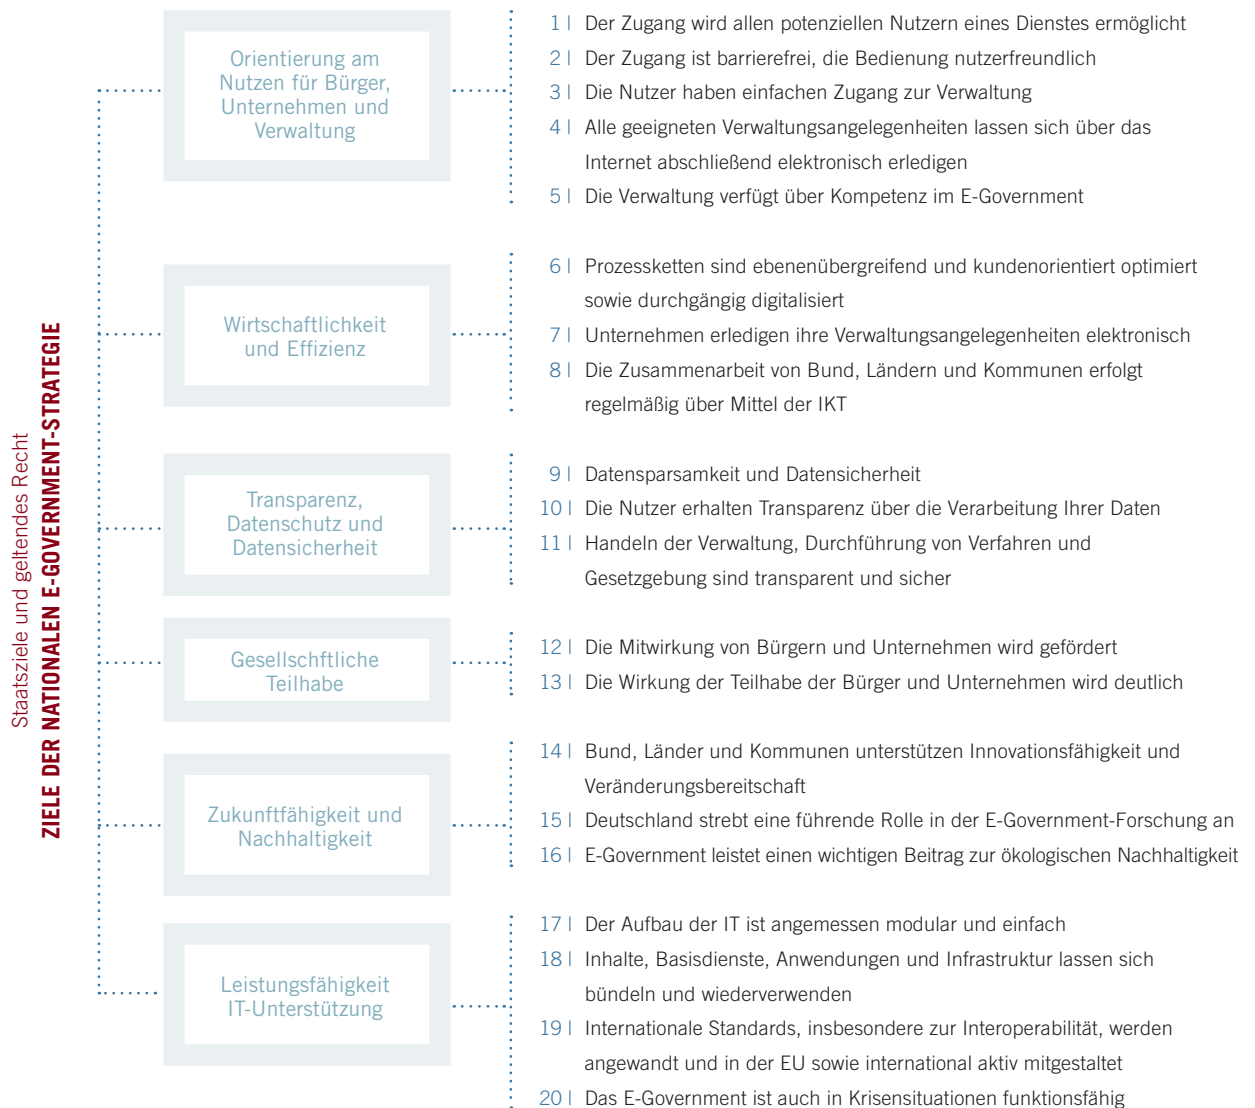 Staatsziele und geltendes Recht
ZIELE DER NATIONALEN E-GOVERNMENT-STRATEGIE
Orientierung am
Nutzen für Bürger,
Unternehmen und
Verwaltung
1 | Der Zugang wird allen potenziellen Nutzern eines Dienstes ermöglicht
2 | Der Zugang ist barrierefrei, die Bedienung nutzerfreundlich
3 | Die Nutzer haben einfachen Zugang zur Verwaltung
4 | Alle geeigneten Verwaltungsangelegenheiten lassen sich über das
Internet abschließend elektronisch erledigen
5 | Die Verwaltung verfügt über Kompetenz im E-Government
Wirtschaftlichkeit
und Effizienz
6 | Prozessketten sind ebenenübergreifend und kundenorientiert optimiert
sowie durchgängig digitalisiert
7 | Unternehmen erledigen ihre Verwaltungsangelegenheiten elektronisch
8 | Die Zusammenarbeit von Bund, Ländern und Kommunen erfolgt
regelmäßig über Mittel der IKT
Transparenz,
Datenschutz und
Datensicherheit
9 | Datensparsamkeit und Datensicherheit
10 | Die Nutzer erhalten Transparenz über die Verarbeitung Ihrer Daten
11 | Handeln der Verwaltung, Durchführung von Verfahren und
Gesetzgebung sind transparent und sicher
Gesellschftliche
Teilhabe
12 | Die Mitwirkung von Bürgern und Unternehmen wird gefördert
13 | Die Wirkung der Teilhabe der Bürger und Unternehmen wird deutlich
Zukunftfähigkeit und
Nachhaltigkeit
14 | Bund, Länder und Kommunen unterstützen Innovationsfähigkeit und
Veränderungsbereitschaft
15 | Deutschland strebt eine führende Rolle in der E-Government-Forschung an
16 | E-Government leistet einen wichtigen Beitrag zur ökologischen Nachhaltigkeit
Leistungsfähigkeit
IT-Unterstützung
17 | Der Aufbau der IT ist angemessen modular und einfach
18 | Inhalte, Basisdienste, Anwendungen und Infrastruktur lassen sich
bündeln und wiederverwenden
19 | Internationale Standards, insbesondere zur Interoperabilität, werden
angewandt und in der EU sowie international aktiv mitgestaltet
20 | Das E-Government ist auch in Krisensituationen funktionsfähig